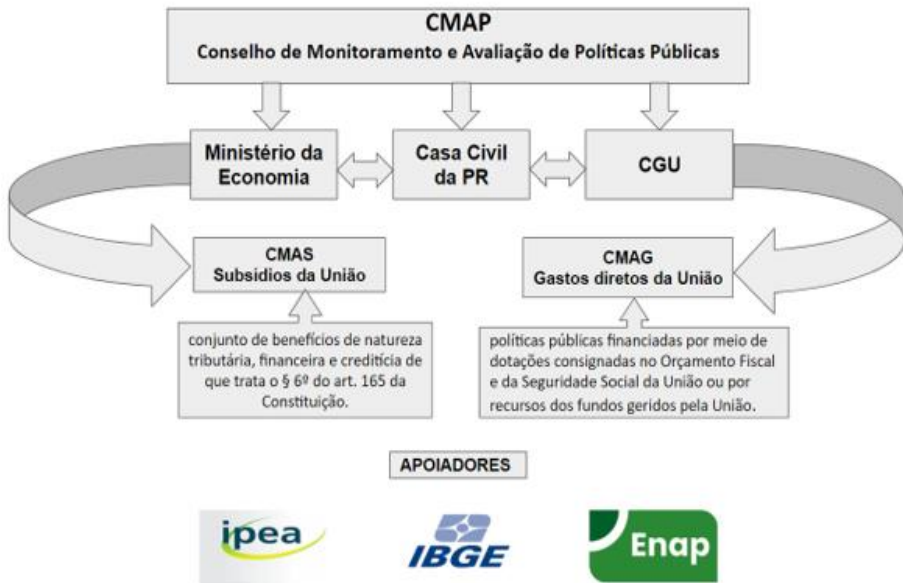 CMAP
Conselho de Monitoramento e Avaliação de Políticas Públicas
Ministério da
Economia
Casa Civil
da PR
CGU
CMAS
Subsidios da União
CMAG
Gastos diretos da União
conjunto de benefícios de natureza
tributária, financeira e creditícia de
que trata o § 6º do art. 165 da
Constituição.
políticas públicas financiadas por meio de
dotações consignadas no Orçamento Fiscal
e da Seguridade Social da União ou por
recursos dos fundos geridos pela União.
APOIADORES
ipea
IBGE
Enap